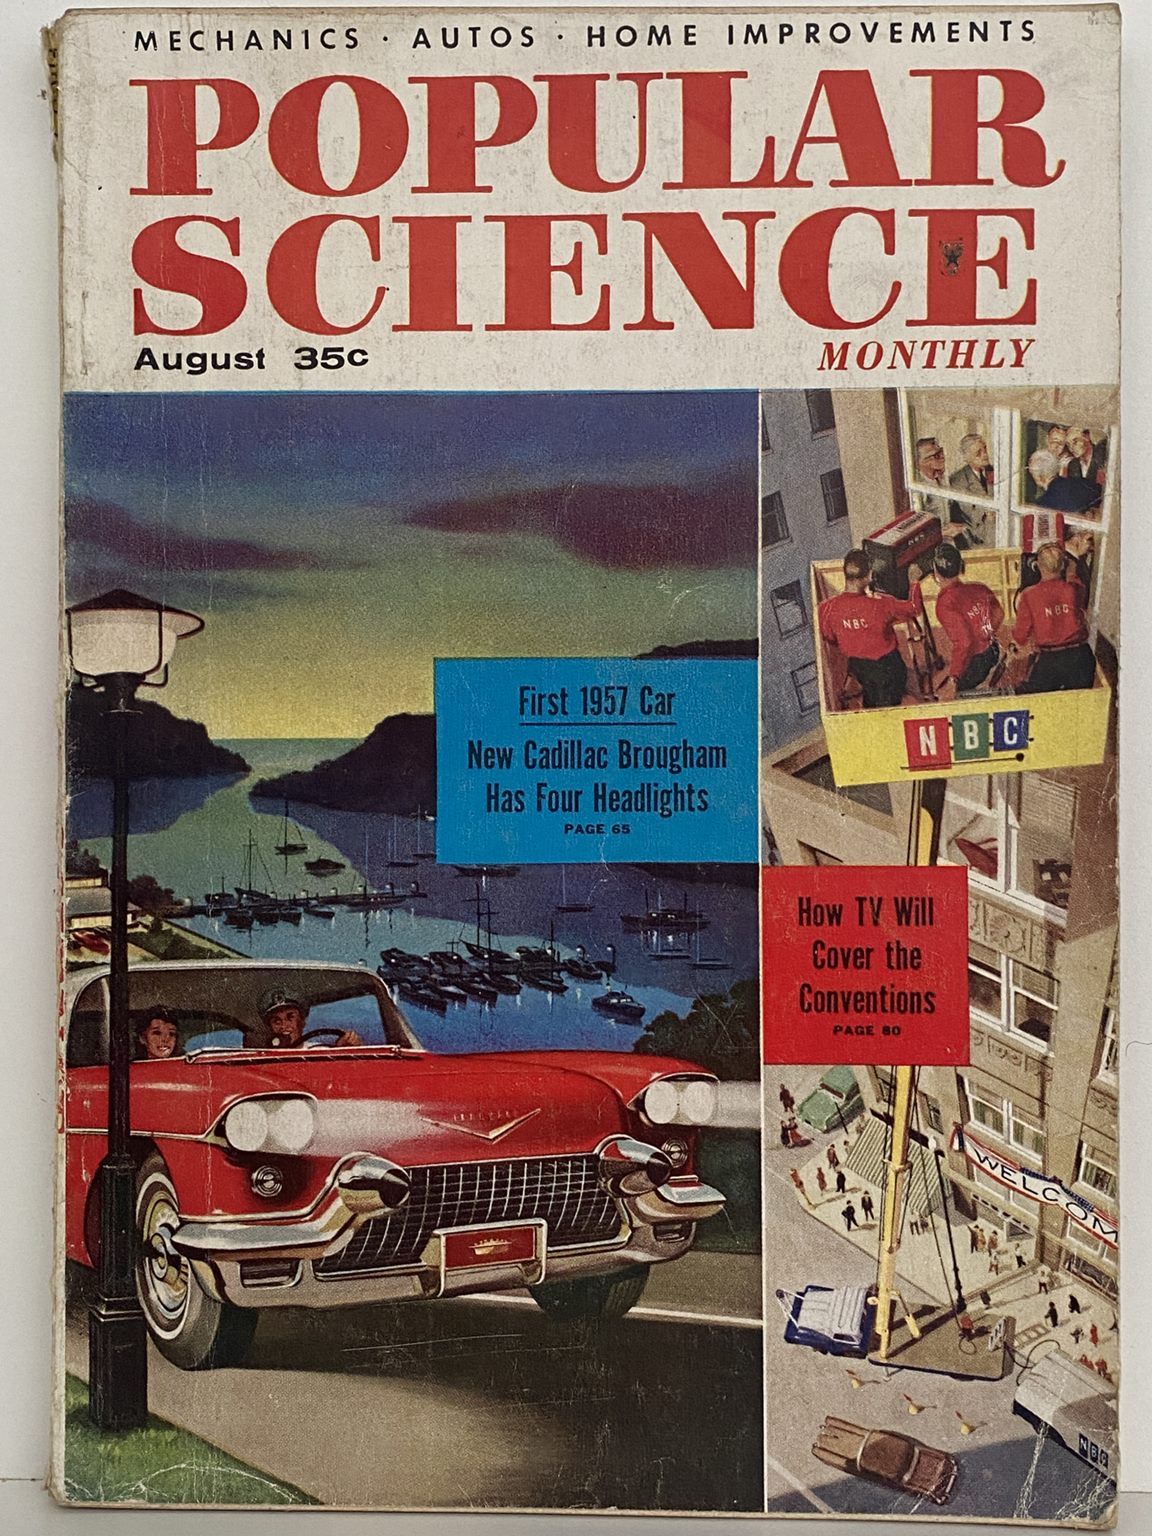 MECHANICS · AUTOS · HOME IMPROVEMENTS
POPULAR
SCIENCE
August 35c
MONTHLY
First 1957 Car
New Cadillac Brougham
Has Four Headlights
PAGE 65
NBC
NBC
NBC
NBC
How TV Will
Cover the
Conventions
PAGE 80
WELCOM
NBC